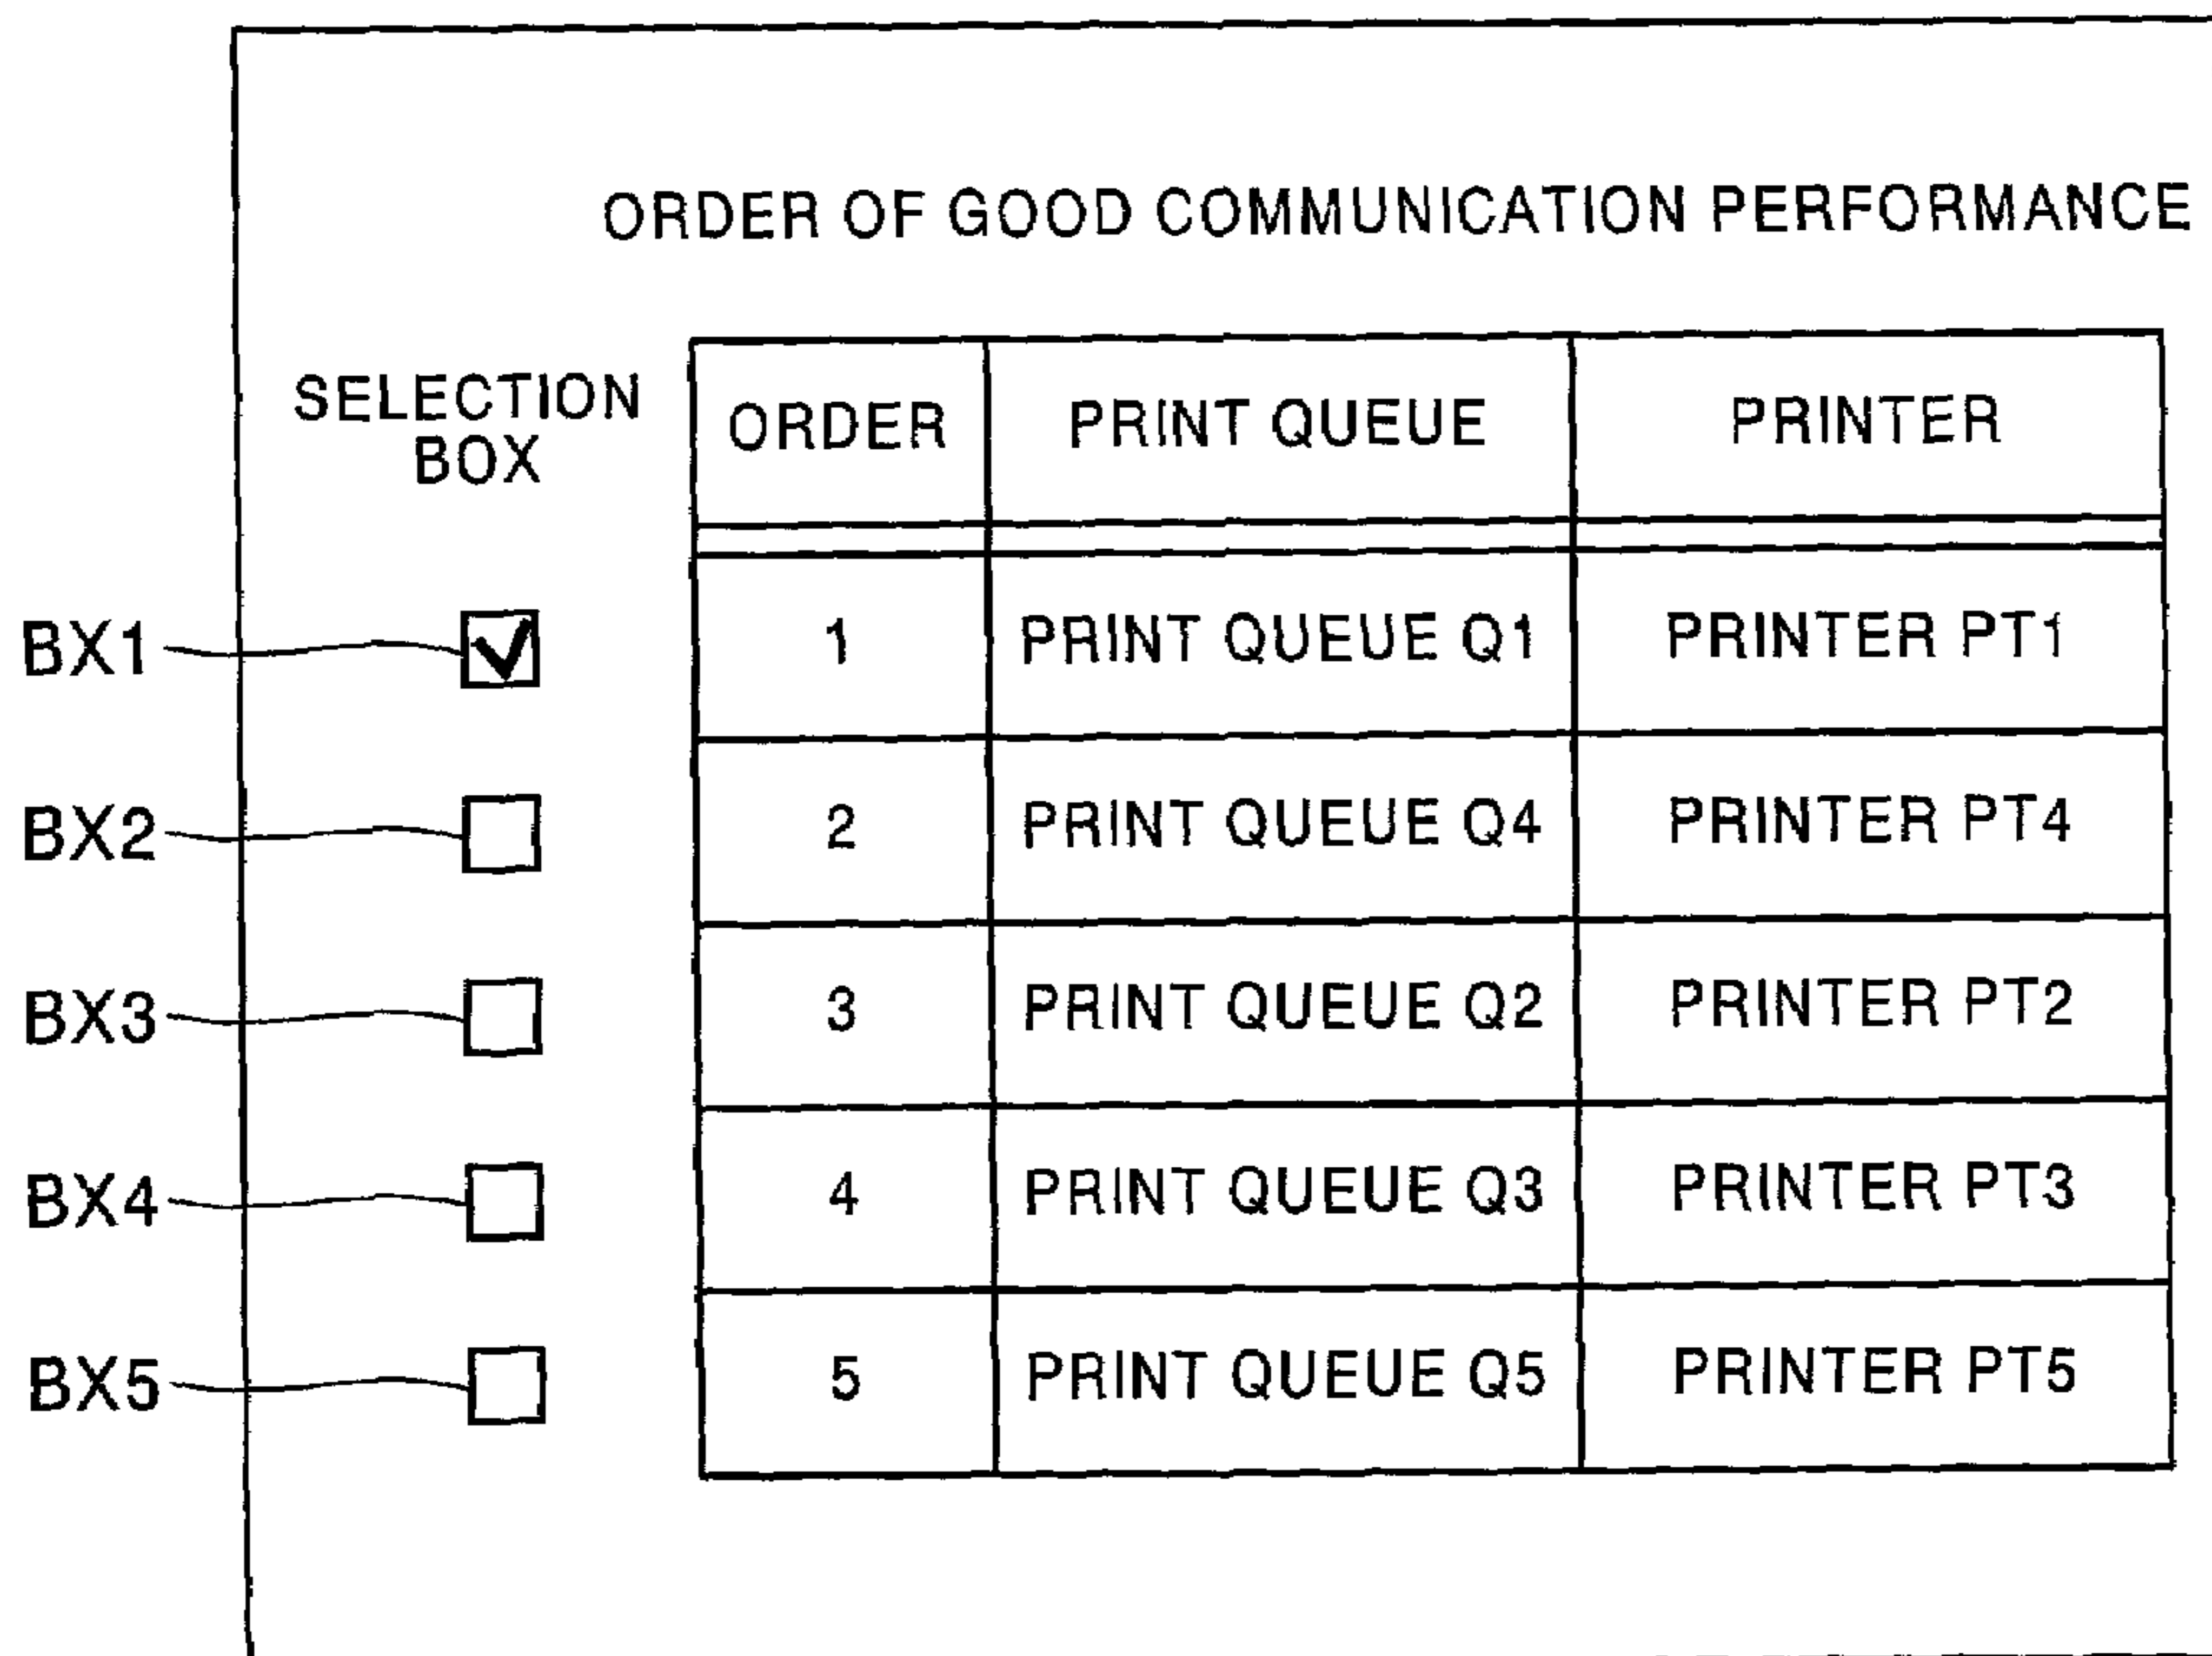 ORDER OF GOOD COMMUNICATION PERFORMANCE
SELECTION
BOX
ORDER PRINT QUEUE PRINTER
BX1 1 PRINT QUEUE Q1 PRINTER PT1
BX2 2 PRINT QUEUE Q4 PRINTER PT4
BX3 3 PRINT QUEUE Q2 PRINTER PT2
BX4 4 PRINT QUEUE Q3 PRINTER PT3
BX5 5 PRINT QUEUE Q5 PRINTER PT5